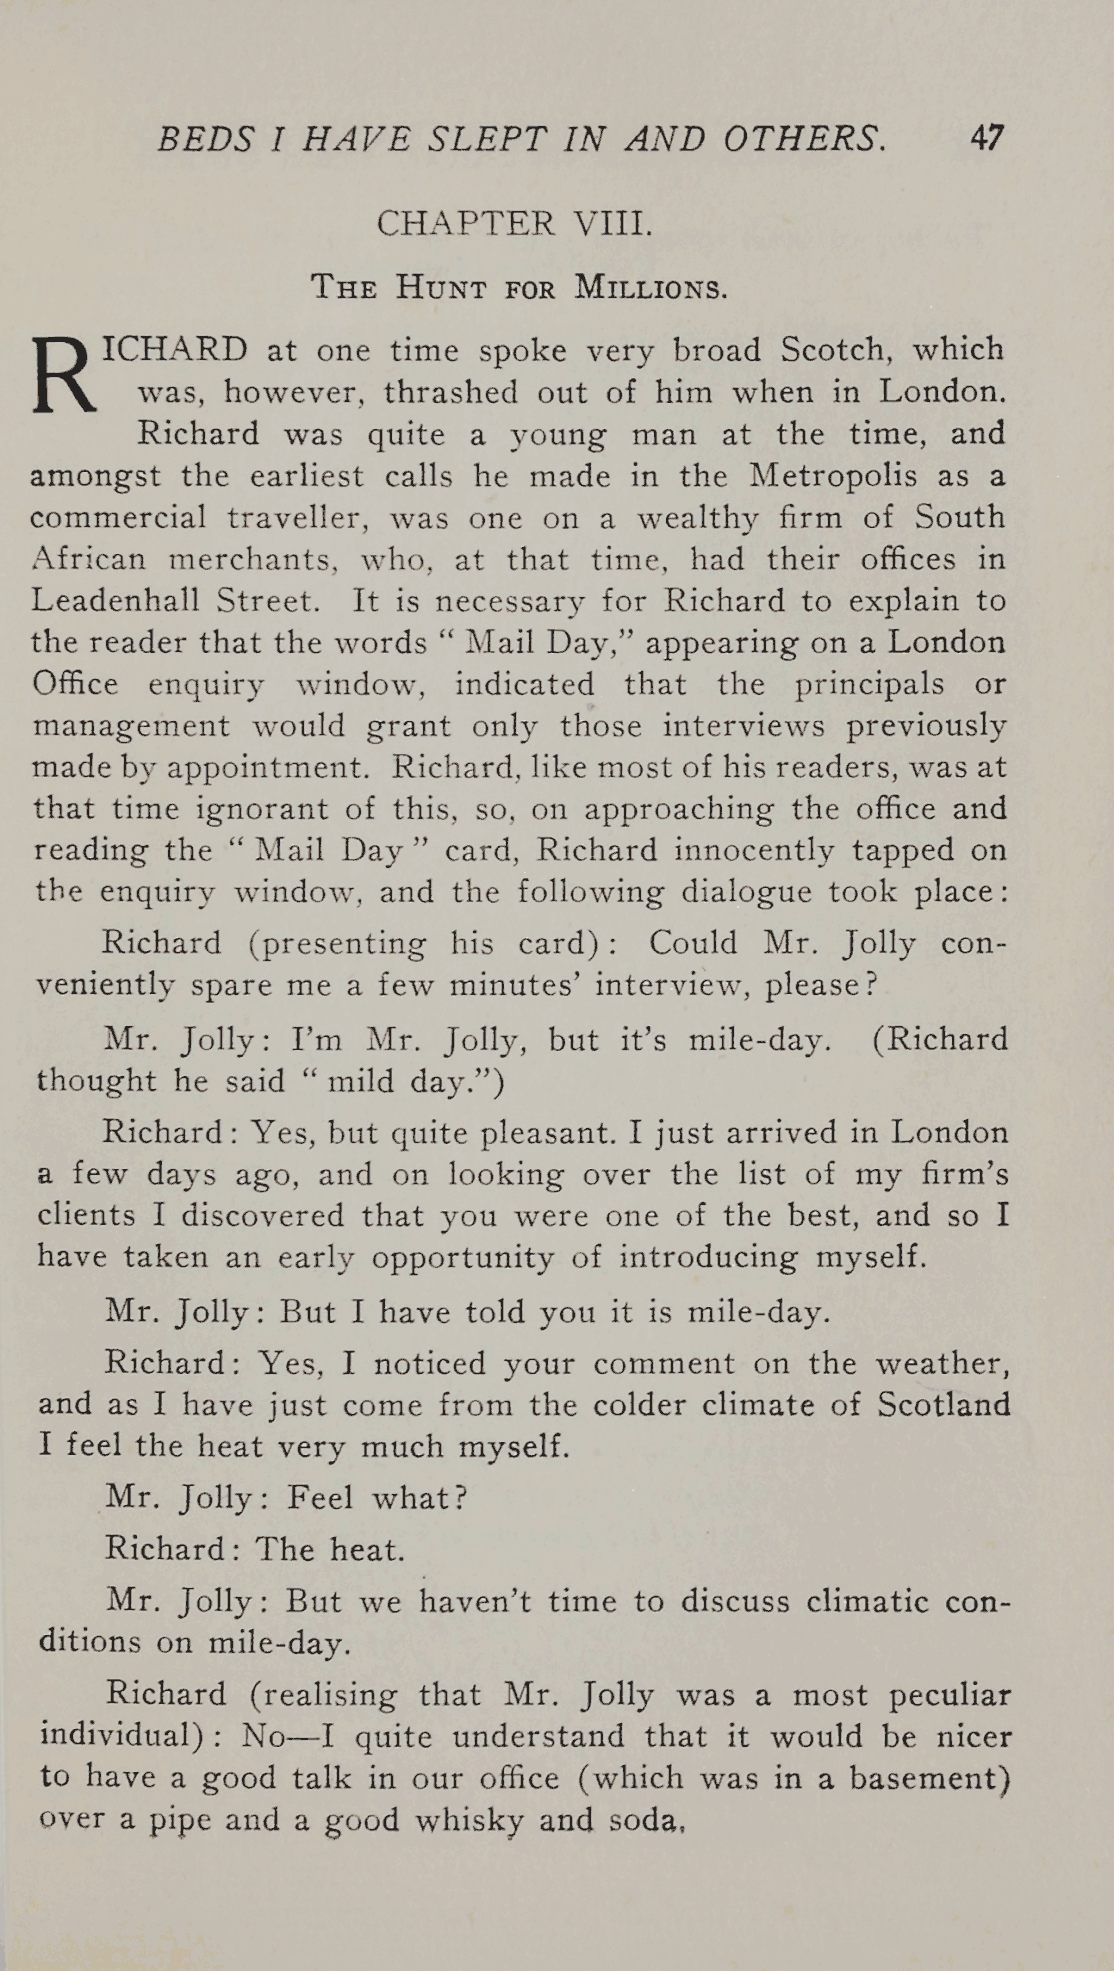 BEDS I HAVE SLEPT IN AND OTHERS. 47
CHAPTER VIII.
THE HUNT FOR MILLIONS.
RICHARD at one time spoke very broad Scotch, which
was, however, thrashed out of him when in London.
Richard was quite a young man at the time, and
amongst the earliest calls he made in the Metropolis as a
commercial traveller, was one on a wealthy firm of South
African merchants, who, at that time, had their offices in
Leadenhall Street. It is necessary for Richard to explain to
the reader that the words “ Mail Day,” appearing on a London
Office enquiry window, indicated that the principals or
management would grant only those interviews previously
made by appointment. Richard, like most of his readers, was at
that time ignorant of this, so, on approaching the office and
reading the “ Mail Day ” card, Richard innocently tapped on
the enquiry window, and the following dialogue took place:
Richard (presenting his card): Could Mr. Jolly con-
veniently spare me a few minutes’ interview, please?
Mr. Jolly: I’m Mr. Jolly, but it’s mile-day. (Richard
thought he said “ mild day.”)
Richard: Yes, but quite pleasant. I just arrived in London
a few days ago, and on looking over the list of my firm’s
clients I discovered that you were one of the best, and so I
have taken an early opportunity of introducing myself.
Mr. Jolly: But I have told you it is mile-day.
Richard: Yes, I noticed your comment on the weather,
and as I have just come from the colder climate of Scotland
I feel the heat very much myself.
Mr. Jolly: Feel what?
Richard: The heat.
Mr. Jolly: But we haven’t time to discuss climatic con-
ditions on mile-day.
Richard (realising that Mr. Jolly was a most peculiar
individual): No—I quite understand that it would be nicer
to have a good talk in our office (which was in a basement)
over a pipe and a good whisky and soda.